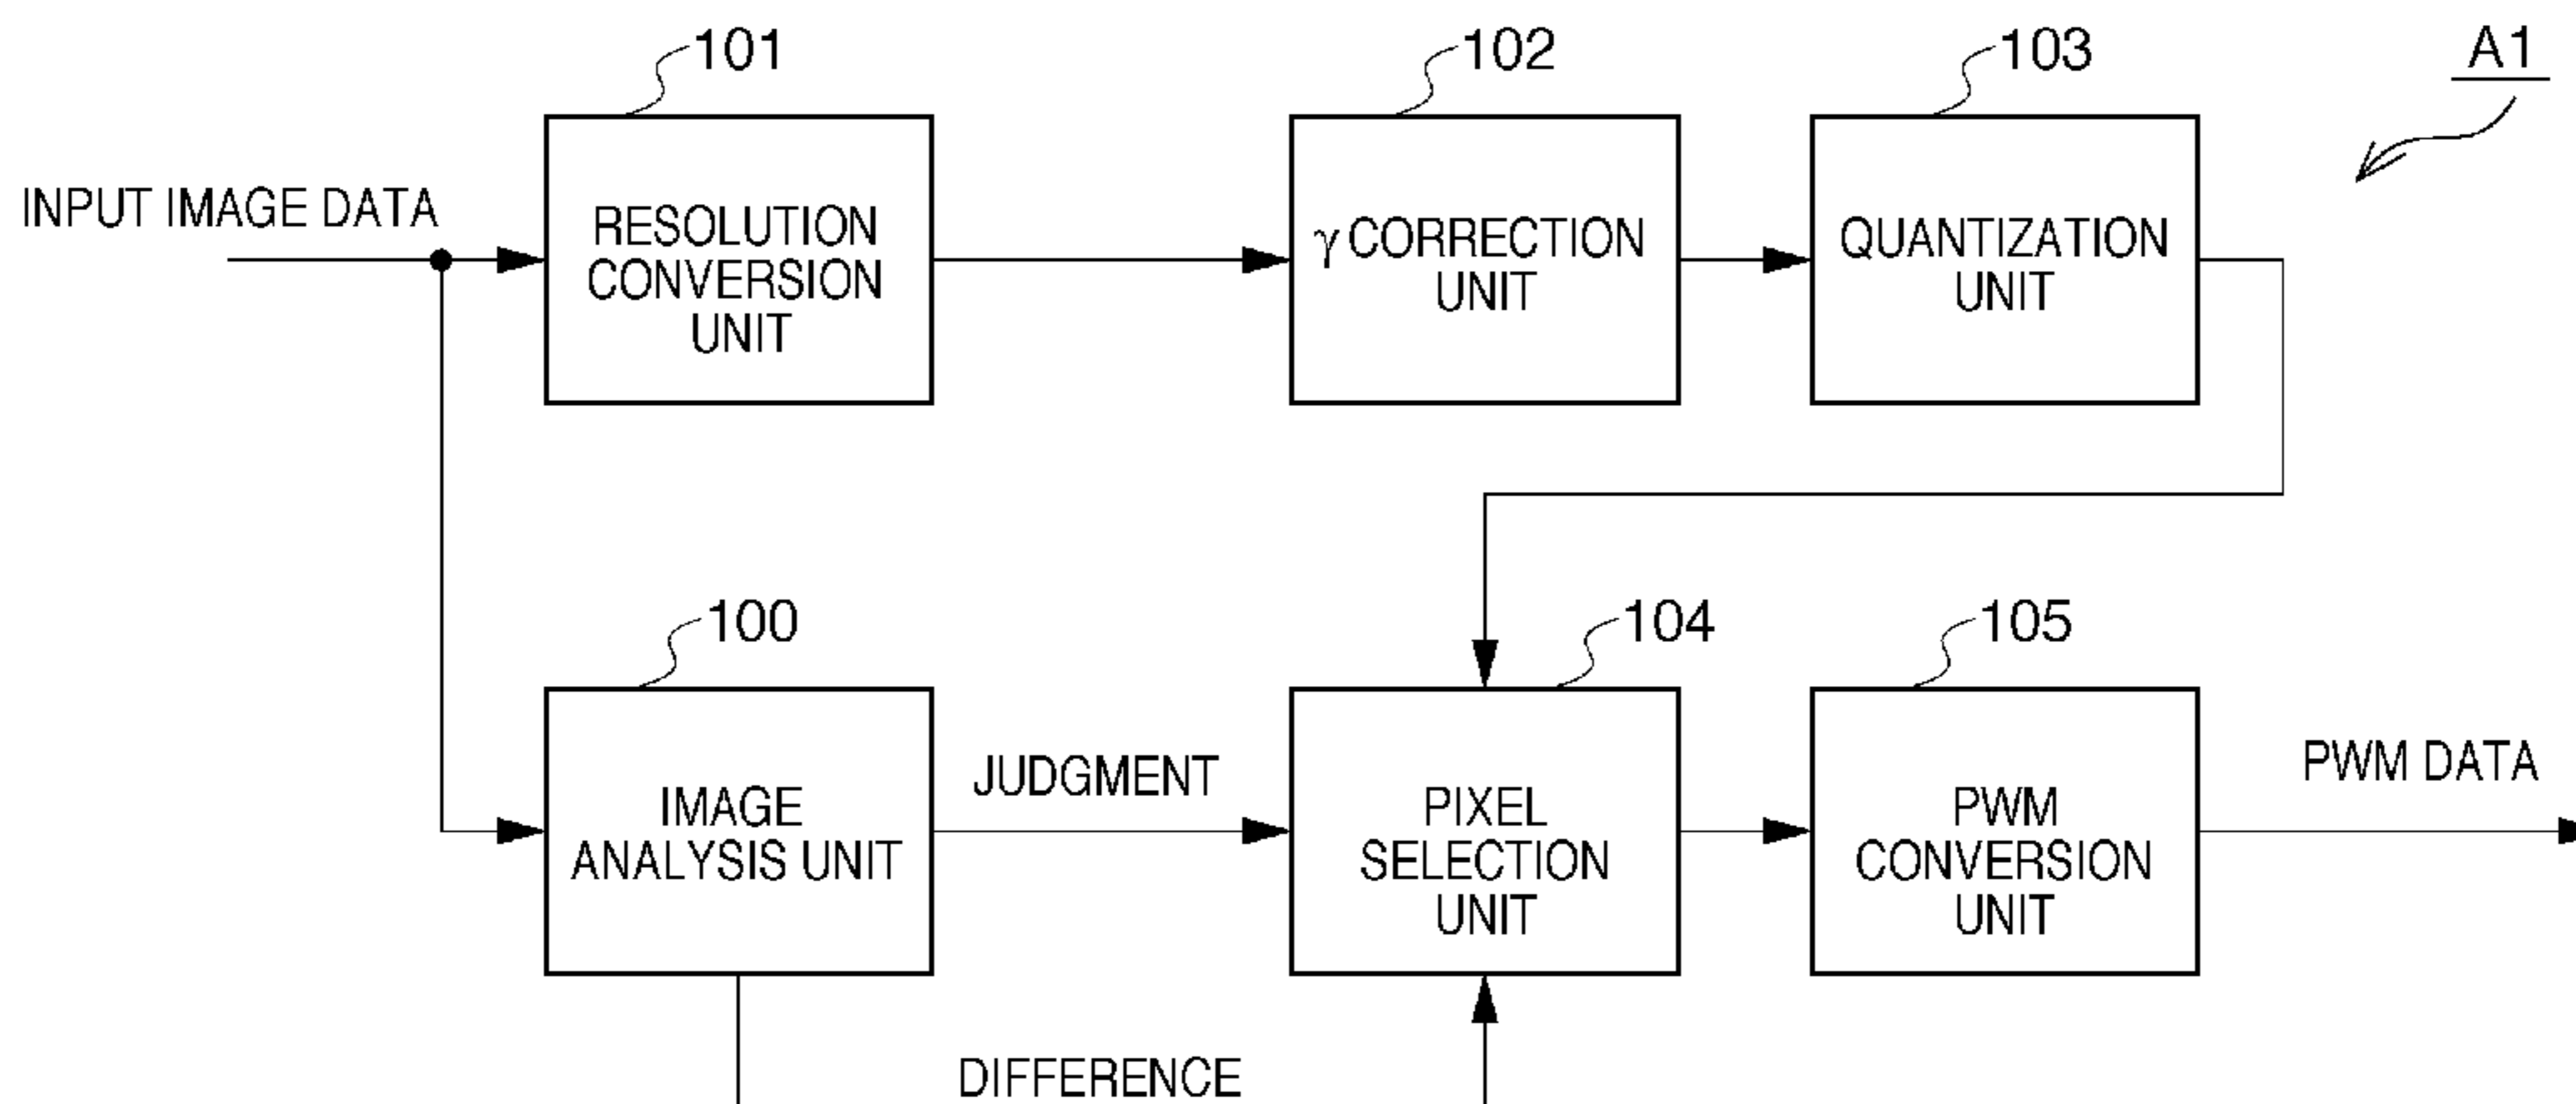 101
102
103
A1
INPUT IMAGE DATA
RESOLUTION
CONVERSION
UNIT
γ CORRECTION
UNIT
QUANTIZATION
UNIT
100
104
105
IMAGE
ANALYSIS UNIT
JUDGMENT
PIXEL
SELECTION
UNIT
PWM
CONVERSION
UNIT
PWM DATA
DIFFERENCE